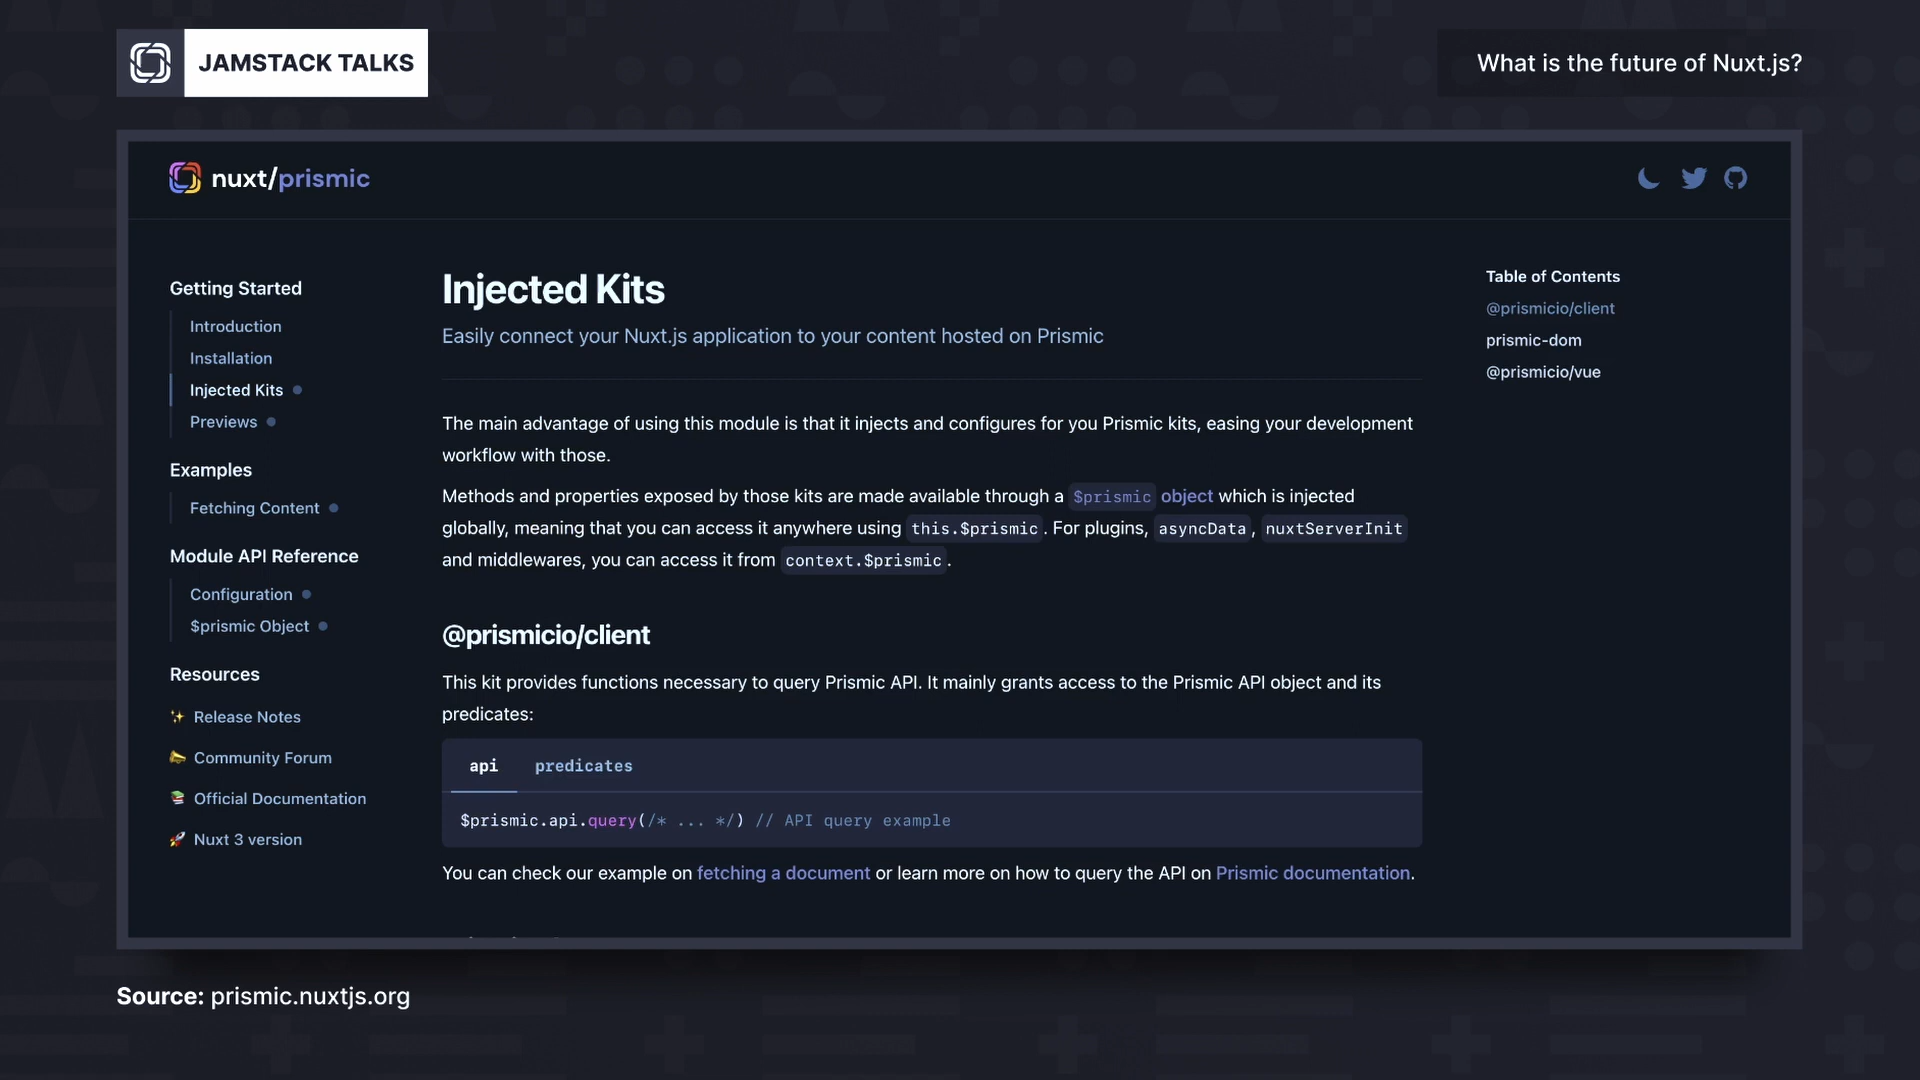 JAMSTACK TALKS
What is the future of Nuxt.js?
nuxt/prismic
Getting Started
Introduction
Installation
Injected Kits
Previews
Examples
Fetching Content
Module API Reference
Configuration
$prismic Object
Resources
✨ Release Notes
Community Forum
📚 Official Documentation
🚀 Nuxt 3 version
Injected Kits
Easily connect your Nuxt.js application to your content hosted on Prismic
The main advantage of using this module is that it injects and configures for you Prismic kits, easing your development
workflow with those.
Methods and properties exposed by those kits are made available through a $prismic object which is injected
globally, meaning that you can access it anywhere using this.$prismic. For plugins, asyncData, nuxtServerInit
and middlewares, you can access it from context.$prismic.
@prismicio/client
This kit provides functions necessary to query Prismic API. It mainly grants access to the Prismic API object and its
predicates:
api predicates
$prismic.api.query(/* ... */) // API query example
You can check our example on fetching a document or learn more on how to query the API on Prismic documentation.
Table of Contents
@prismicio/client
prismic-dom
@prismicio/vue
Source: prismic.nuxtjs.org